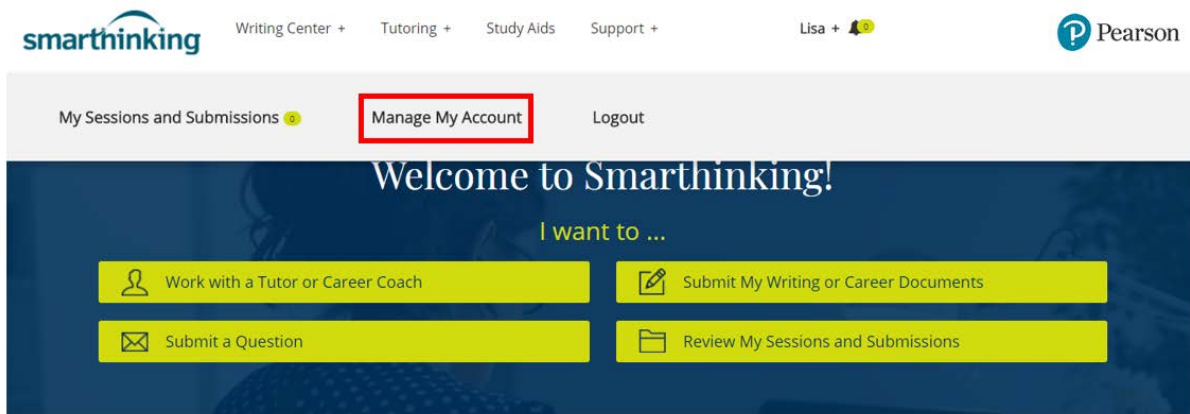 smarthinking
Writing Center +
Tutoring +
Study Aids
Support +
Lisa +
0
Pearson
My Sessions and Submissions 0
Manage My Account
Logout
Welcome to Smarthinking!
I want to ...
Work with a Tutor or Career Coach
Submit My Writing or Career Documents
Submit a Question
Review My Sessions and Submissions